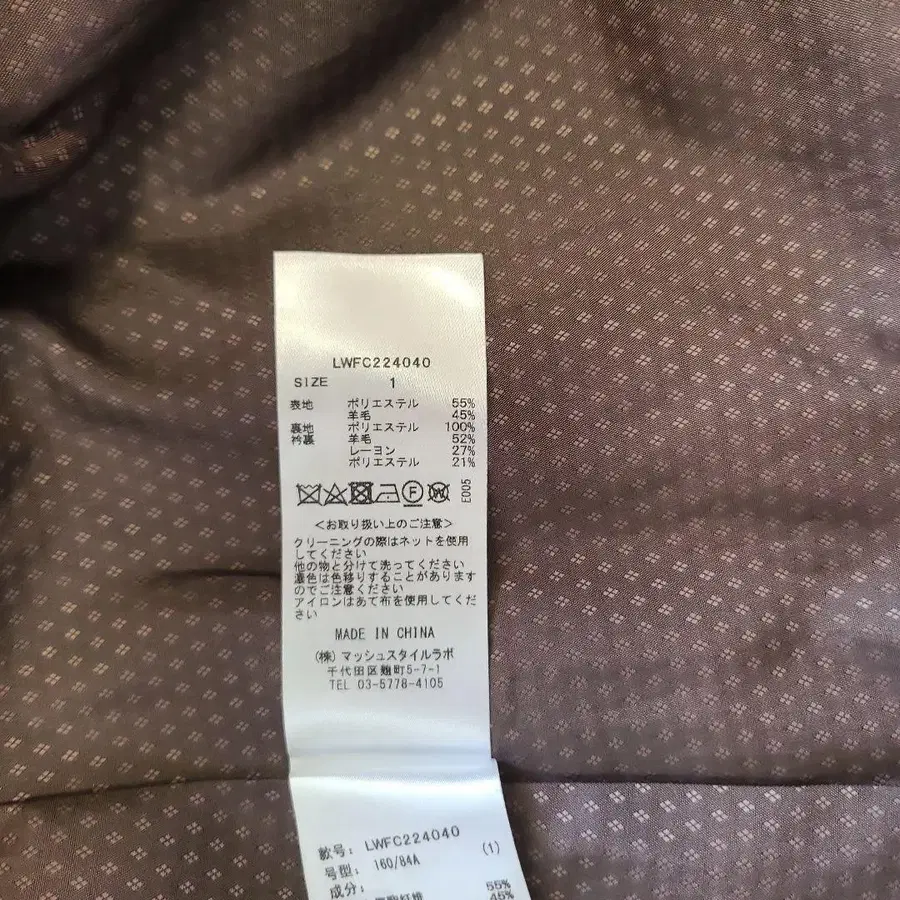 LWFC224040
SIZE 1
表地 ポリエステル 55%
羊毛 45%
裏地 ポリエステル 100%
衿裏 羊毛 52%
レーヨン 27%
ポリエステル 21%
F W E005
<お取り扱い上のご注意>
クリーニングの際はネットを使用
してください
他の物と分けて洗ってください
濃色は色移りすることがあります
のでご注意ください
アイロンはあて布を使用してくだ
さい
MADE IN CHINA
(株)マッシュスタイルラボ
千代田区麹町5-7-1
TEL 03-5778-4105
款号: LWFC224040
号型: 160/84A (1)
成分: 55%
45%